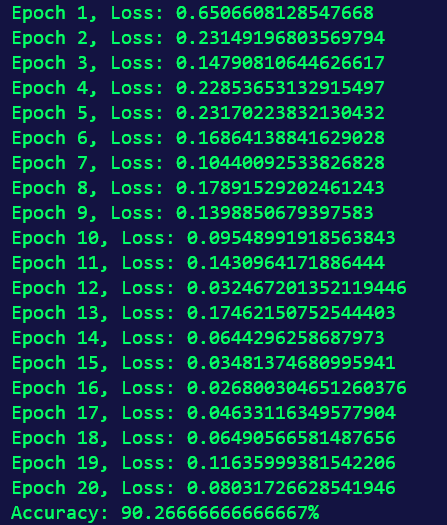 Epoch 1, Loss: 0.6506608128547668
Epoch 2, Loss: 0.23149196803569794
Epoch 3, Loss: 0.14790810644626617
Epoch 4, Loss: 0.22853653132915497
Epoch 5, Loss: 0.23170223832130432
Epoch 6, Loss: 0.16864138841629028
Epoch 7, Loss: 0.10440092533826828
Epoch 8, Loss: 0.17891529202461243
Epoch 9, Loss: 0.1398850679397583
Epoch 10, Loss: 0.09548991918563843
Epoch 11, Loss: 0.1430964171886444
Epoch 12, Loss: 0.032467201352119446
Epoch 13, Loss: 0.17462150752544403
Epoch 14, Loss: 0.0644296258687973
Epoch 15, Loss: 0.03481374680995941
Epoch 16, Loss: 0.026800304651260376
Epoch 17, Loss: 0.04633116349577904
Epoch 18, Loss: 0.06490566581487656
Epoch 19, Loss: 0.11635999381542206
Epoch 20, Loss: 0.08031726628541946
Accuracy: 90.26666666666667%